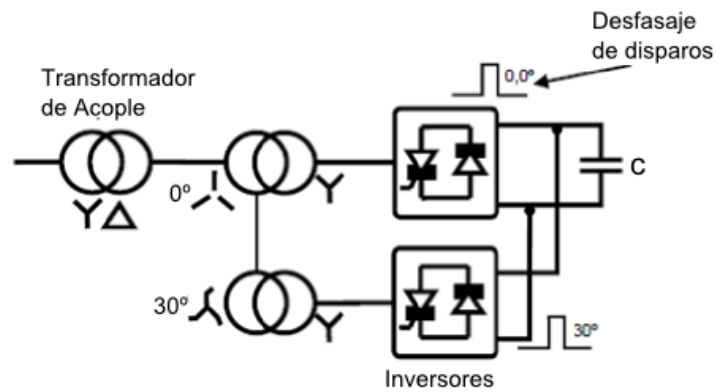 Desfasaje
de disparos
Transformador
de Acople
0,0º
0º
C
30º
30º
Inversores